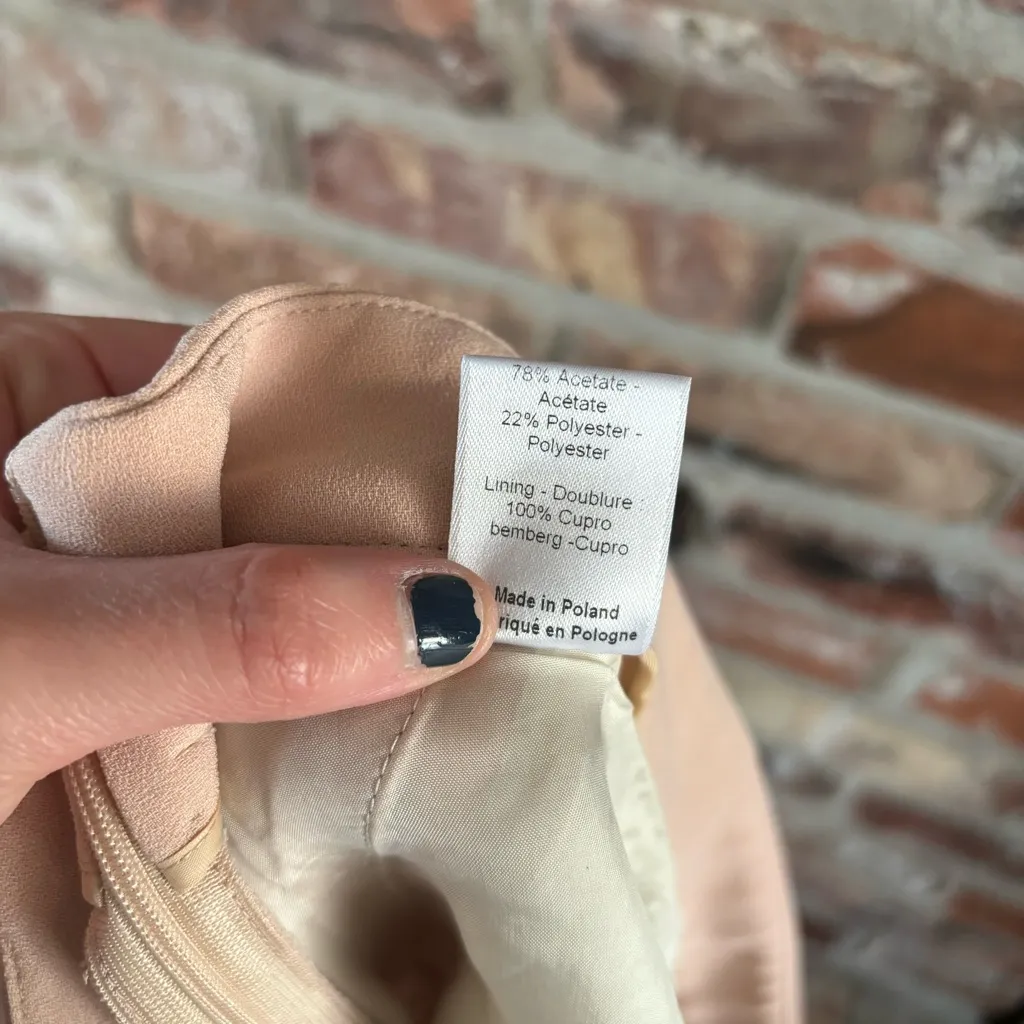 78% Acetate -
Acétate
22% Polyester -
Polyester
Lining - Doublure
100% Cupro
bemberg -Cupro
Made in Poland
riqué en Pologne